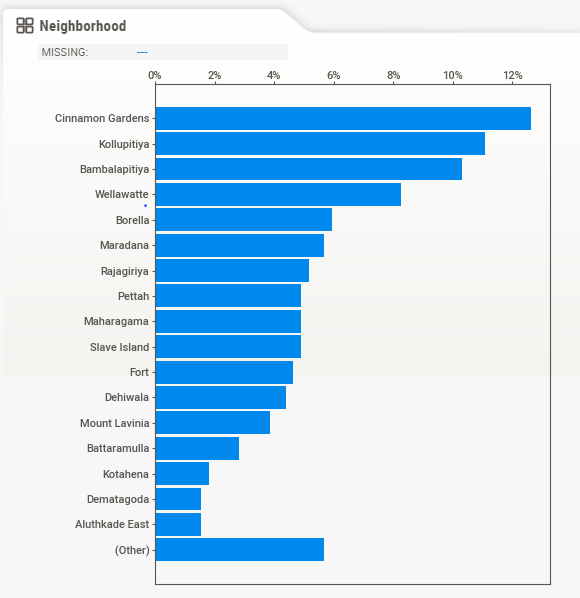 Neighborhood
MISSING: ---
0% 2% 4% 6% 8% 10% 12%
Cinnamon Gardens
Kollupitiya
Bambalapitiya
Wellawatte
Borella
Maradana
Rajagiriya
Pettah
Maharagama
Slave Island
Fort
Dehiwala
Mount Lavinia
Battaramulla
Kotahena
Dematagoda
Aluthkade East
(Other)